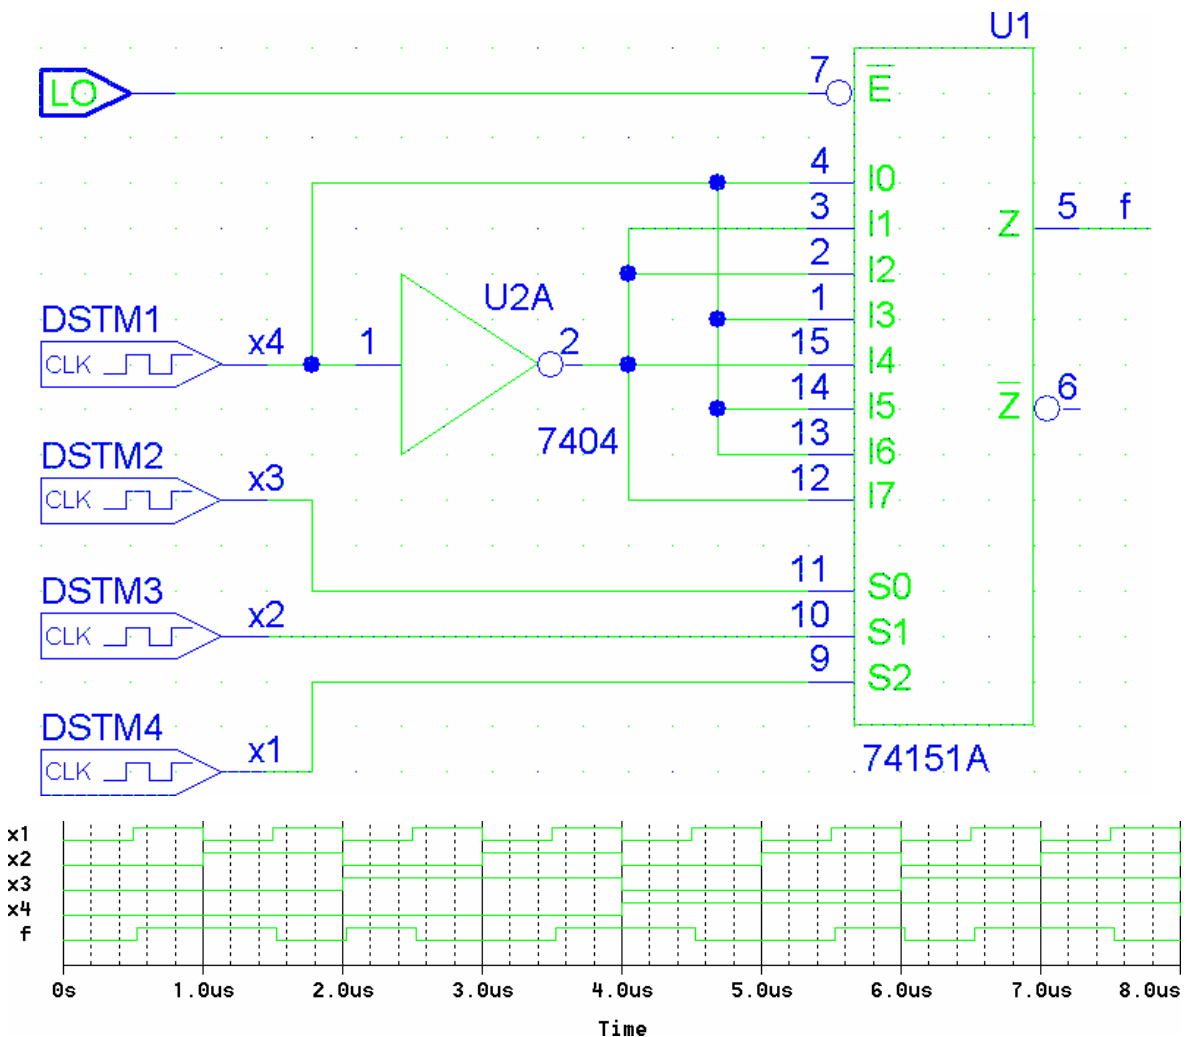 U1
LO
7
E
4
I0
3
I1
Z
5
f
2
I2
DSTM1
U2A
1
I3
CLK
x4
1
2
15
I4
14
I5
Z
6
DSTM2
7404
13
I6
CLK
x3
12
I7
DSTM3
11
S0
CLK
x2
10
S1
9
S2
DSTM4
CLK
x1
74151A
x1
x2
x3
x4
f
0s 1.0us 2.0us 3.0us 4.0us 5.0us 6.0us 7.0us 8.0us
Time